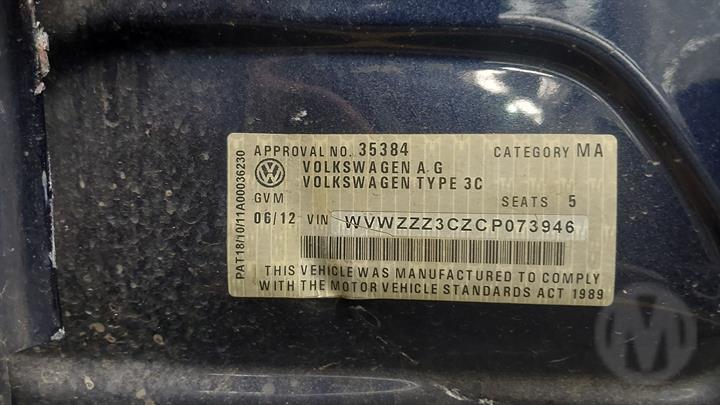 APPROVAL NO. 35384 CATEGORY MA
VOLKSWAGEN A G
VOLKSWAGEN TYPE 3C
GVM SEATS 5
06/12 VIN WVWZZZ3CZCP073946
THIS VEHICLE WAS MANUFACTURED TO COMPLY
WITH THE MOTOR VEHICLE STANDARDS ACT 1989
PAT18/10/11A00036230
M
M